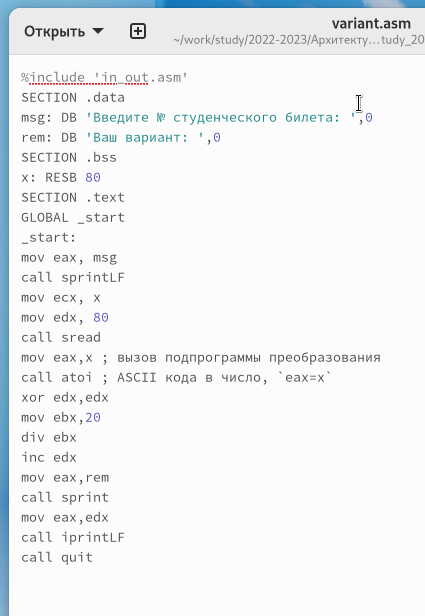 variant.asm
Открыть
~/work/study/2022-2023/Архитекту…tudy_20
%include 'in_out.asm'
SECTION .data
msg: DB 'Введите № студенческого билета: ',0
rem: DB 'Ваш вариант: ',0
SECTION .bss
x: RESB 80
SECTION .text
GLOBAL _start
_start:
mov eax, msg
call sprintLF
mov ecx, x
mov edx, 80
call sread
mov eax,x ; вызов подпрограммы преобразования
call atoi ; ASCII кода в число, `eax=x`
xor edx,edx
mov ebx,20
div ebx
inc edx
mov eax,rem
call sprint
mov eax,edx
call iprintLF
call quit